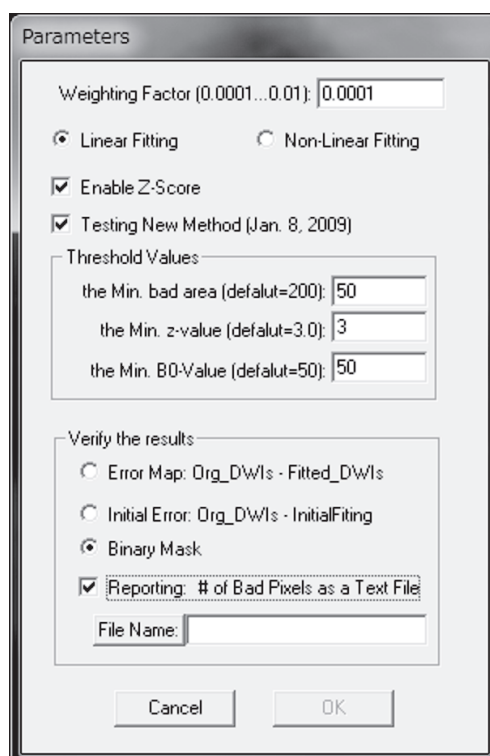 Parameters
Weighting Factor (0.0001...0.01): 0.0001
Linear Fitting Non-Linear Fitting
Enable Z-Score
Testing New Method (Jan. 8, 2009)
Threshold Values
the Min. bad area (defalut=200): 50
the Min. z-value (defalut=3.0): 3
the Min. B0-Value (defalut=50): 50
Verify the results
Error Map: Org_DWIs - Fitted_DWIs
Initial Error: Org_DWIs - InitialFiting
Binary Mask
Reporting: # of Bad Pixels as a Text File
File Name:
Cancel OK